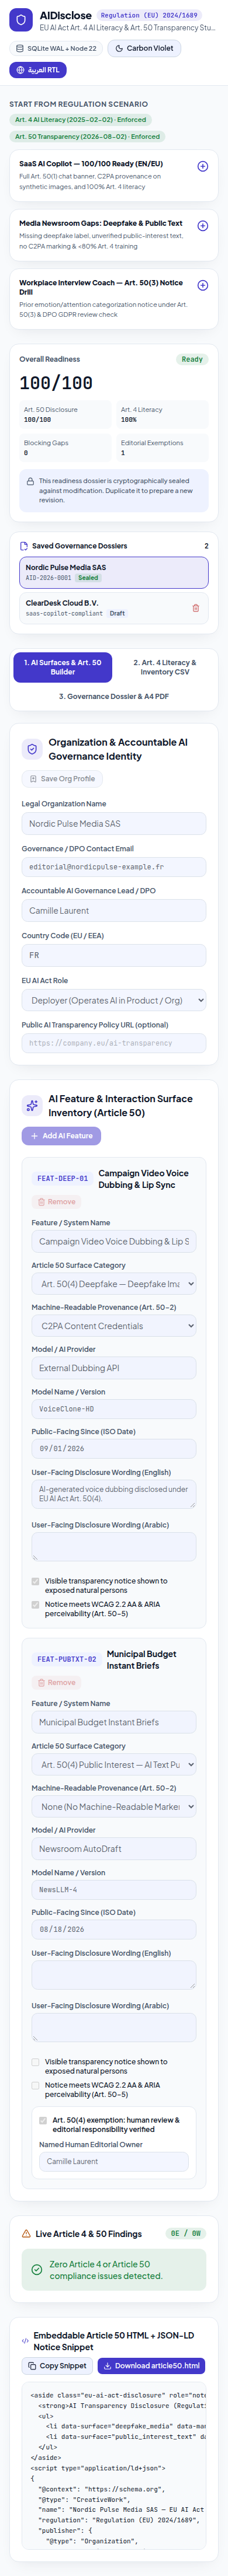 AIDisclose
Regulation (EU) 2024/1689
EU AI Act Art. 4 AI Literacy & Art. 50 Transparency Stu...
SQLite WAL + Node 22
Carbon Violet
العربية RTL
START FROM REGULATION SCENARIO
Art. 4 AI Literacy (2025-02-02) · Enforced
Art. 50 Transparency (2026-08-02) · Enforced
SaaS AI Copilot — 100/100 Ready (EN/EU)
Full Art. 50(1) chat banner, C2PA provenance on
synthetic images, and 100% Art. 4 literacy
Media Newsroom Gaps: Deepfake & Public Text
Missing deepfake label, unverified public-interest text,
no C2PA marking & <80% Art. 4 training
Workplace Interview Coach — Art. 50(3) Notice
Drill
Prior emotion/attention categorization notice under Art.
50(3) & DPO GDPR review check
Overall Readiness
Ready
100/100
Art. 50 Disclosure
100/100
Art. 4 Literacy
100%
Blocking Gaps
0
Editorial Exemptions
1
This readiness dossier is cryptographically sealed
against modification. Duplicate it to prepare a new
revision.
Saved Governance Dossiers
2
Nordic Pulse Media SAS
AID-2026-0001
Sealed
ClearDesk Cloud B.V.
saas-copilot-compliant
Draft
1. AI Surfaces & Art. 50
Builder
2. Art. 4 Literacy &
Inventory CSV
3. Governance Dossier & A4 PDF
Organization & Accountable AI
Governance Identity
Save Org Profile
Legal Organization Name
Nordic Pulse Media SAS
Governance / DPO Contact Email
editorial@nordicpulse-example.fr
Accountable AI Governance Lead / DPO
Camille Laurent
Country Code (EU / EEA)
FR
EU AI Act Role
Deployer (Operates AI in Product / Org)
Public AI Transparency Policy URL (optional)
https://company.eu/ai-transparency
AI Feature & Interaction Surface
Inventory (Article 50)
Add AI Feature
FEAT-DEEP-01
Campaign Video Voice
Dubbing & Lip Sync
Remove
Feature / System Name
Campaign Video Voice Dubbing & Lip S
Article 50 Surface Category
Art. 50(4) Deepfake — Deepfake Ima
Machine-Readable Provenance (Art. 50-2)
C2PA Content Credentials
Model / AI Provider
External Dubbing API
Model Name / Version
VoiceClone-HD
Public-Facing Since (ISO Date)
09/01/2026
User-Facing Disclosure Wording (English)
AI-generated voice dubbing disclosed under
EU AI Act Art. 50(4).
User-Facing Disclosure Wording (Arabic)
Visible transparency notice shown to
exposed natural persons
Notice meets WCAG 2.2 AA & ARIA
perceivability (Art. 50-5)
FEAT-PUBTXT-02
Municipal Budget
Instant Briefs
Remove
Feature / System Name
Municipal Budget Instant Briefs
Article 50 Surface Category
Art. 50(4) Public Interest — AI Text Pu
Machine-Readable Provenance (Art. 50-2)
None (No Machine-Readable Marker
Model / AI Provider
Newsroom AutoDraft
Model Name / Version
NewsLLM-4
Public-Facing Since (ISO Date)
08/18/2026
User-Facing Disclosure Wording (English)
User-Facing Disclosure Wording (Arabic)
Visible transparency notice shown to
exposed natural persons
Notice meets WCAG 2.2 AA & ARIA
perceivability (Art. 50-5)
Art. 50(4) exemption: human review &
editorial responsibility verified
Named Human Editorial Owner
Camille Laurent
Live Article 4 & 50 Findings
0E / 0W
Zero Article 4 or Article 50
compliance issues detected.
Embeddable Article 50 HTML + JSON-LD
Notice Snippet
Copy Snippet
Download article50.html
<aside class="eu-ai-act-disclosure" role="note
<strong>AI Transparency Disclosure (Regulati
<ul>
<li data-surface="deepfake_media" data-mac
<li data-surface="public_interest_text" da
</ul>
</aside>
<script type="application/ld+json">
{
"@context": "https://schema.org",
"@type": "CreativeWork",
"name": "Nordic Pulse Media SAS — EU AI Act
"regulation": "Regulation (EU) 2024/1689",
"publisher": {
"@type": "Organization",